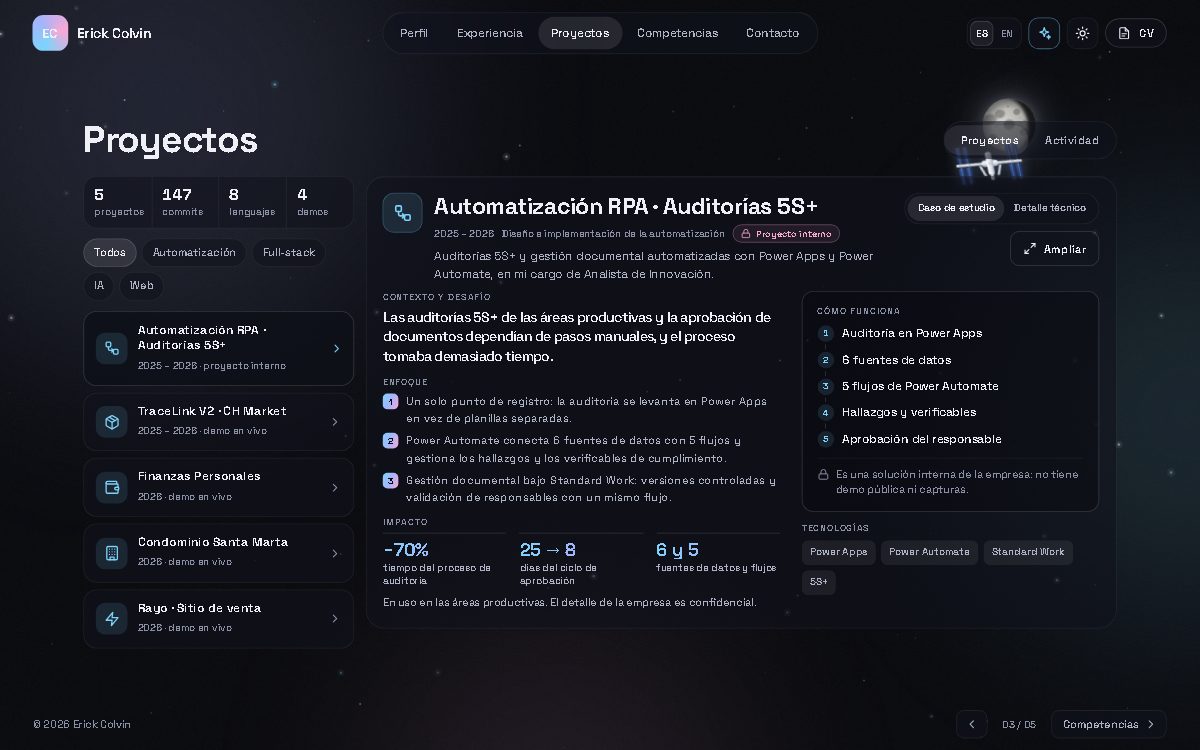 EC Erick Colvin
Perfil Experiencia Proyectos Competencias Contacto
ES EN
CV
Proyectos
Proyectos Actividad
5 147 8 4
proyectos commits lenguajes demos
Todos Automatización Full-stack
IA Web
Automatización RPA ·
Auditorías 5S+
2025 – 2026 · proyecto interno
TraceLink V2 · CH Market
2025 – 2026 · demo en vivo
Finanzas Personales
2026 · demo en vivo
Condominio Santa Marta
2026 · demo en vivo
Rayo · Sitio de venta
2026 · demo en vivo
Automatización RPA · Auditorías 5S+
2025 – 2026 Diseño e implementación de la automatización Proyecto interno
Auditorías 5S+ y gestión documental automatizadas con Power Apps y Power
Automate, en mi cargo de Analista de Innovación.
Caso de estudio Detalle técnico
Ampliar
CONTEXTO Y DESAFÍO
Las auditorías 5S+ de las áreas productivas y la aprobación de
documentos dependían de pasos manuales, y el proceso
tomaba demasiado tiempo.
ENFOQUE
1 Un solo punto de registro: la auditoría se levanta en Power Apps
en vez de planillas separadas.
2 Power Automate conecta 6 fuentes de datos con 5 flujos y
gestiona los hallazgos y los verificables de cumplimiento.
3 Gestión documental bajo Standard Work: versiones controladas y
validación de responsables con un mismo flujo.
IMPACTO
-70% 25 → 8 6 y 5
tiempo del proceso de días del ciclo de fuentes de datos y flujos
auditoría aprobación
En uso en las áreas productivas. El detalle de la empresa es confidencial.
CÓMO FUNCIONA
1 Auditoría en Power Apps
2 6 fuentes de datos
3 5 flujos de Power Automate
4 Hallazgos y verificables
5 Aprobación del responsable
Es una solución interna de la empresa: no tiene
demo pública ni capturas.
TECNOLOGÍAS
Power Apps Power Automate Standard Work
5S+
© 2026 Erick Colvin
03 / 05
Competencias